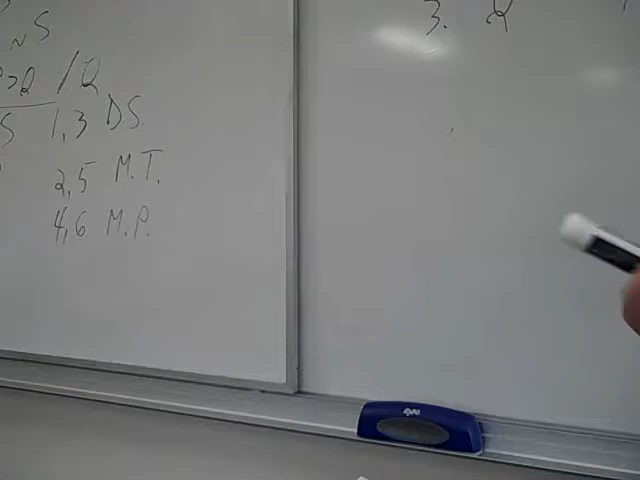 ~S
⊃Q /Q
S 1,3 DS
2,5 M.T.
4,6 M.P.
3. Q